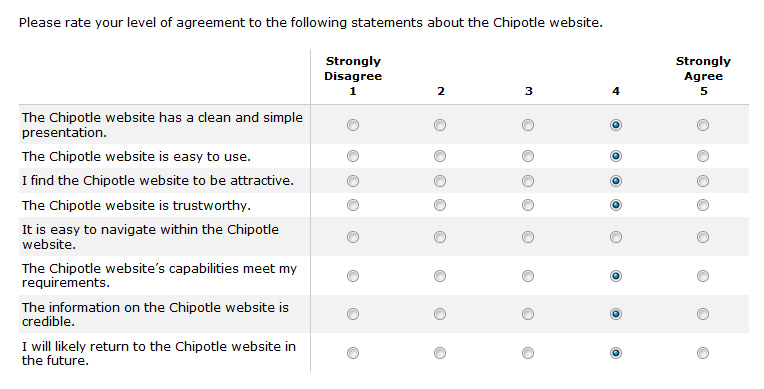 Please rate your level of agreement to the following statements about the Chipotle website.
Strongly Disagree 1
2
3
4
Strongly Agree 5
The Chipotle website has a clean and simple
presentation.
The Chipotle website is easy to use.
I find the Chipotle website to be attractive.
The Chipotle website is trustworthy.
It is easy to navigate within the Chipotle
website.
The Chipotle website's capabilities meet my
requirements.
The information on the Chipotle website is
credible.
I will likely return to the Chipotle website in
the future.